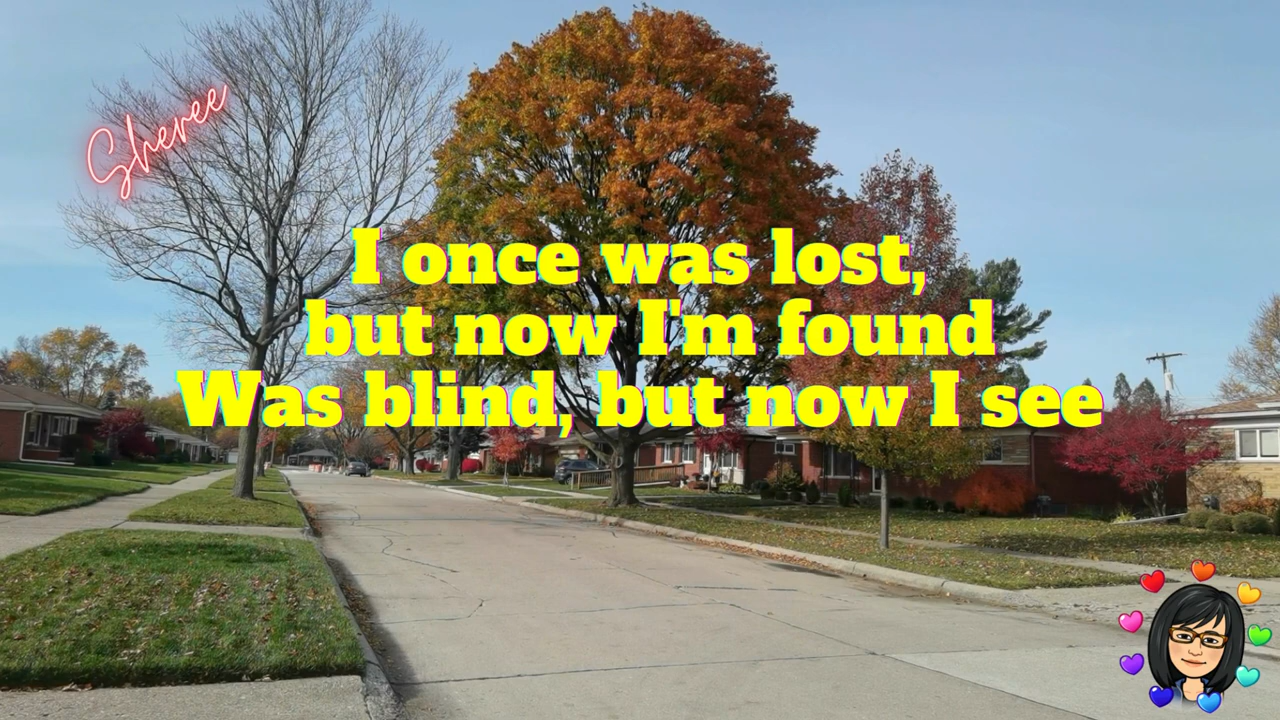 Sheree
I once was lost,
but now I'm found
Was blind, but now I see